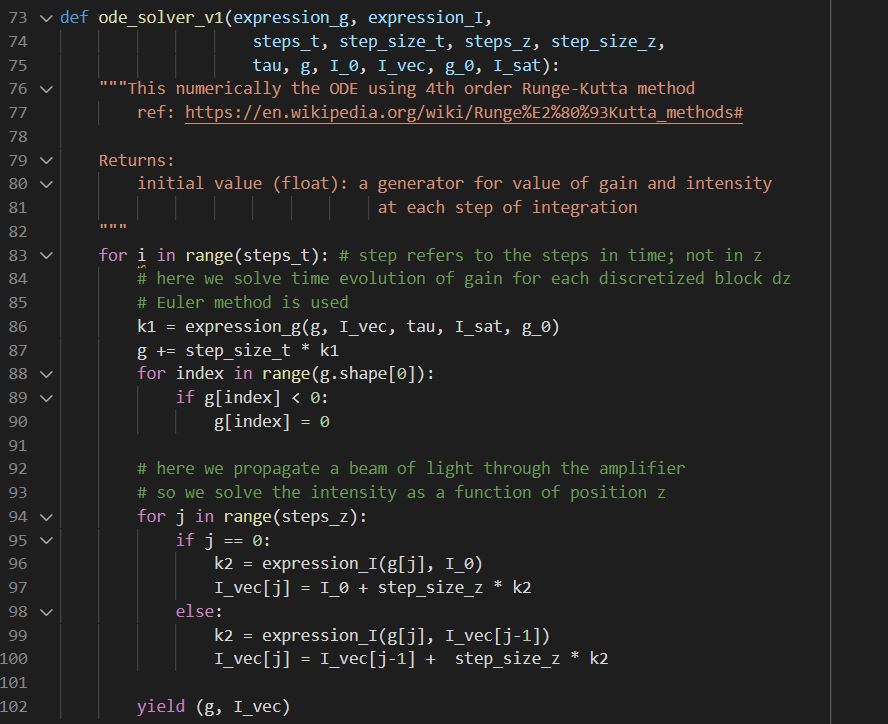 73 def ode_solver_v1(expression_g, expression_I,
74 steps_t, step_size_t, steps_z, step_size_z,
75 tau, g, I_0, I_vec, g_0, I_sat):
76 """This numerically the ODE using 4th order Runge-Kutta method
77 ref: https://en.wikipedia.org/wiki/Runge%E2%80%93Kutta_methods#
78
79 Returns:
80 initial value (float): a generator for value of gain and intensity
81 at each step of integration
82 """
83 for i in range(steps_t): # step refers to the steps in time; not in z
84 # here we solve time evolution of gain for each discretized block dz
85 # Euler method is used
86 k1 = expression_g(g, I_vec, tau, I_sat, g_0)
87 g += step_size_t * k1
88 for index in range(g.shape[0]):
89 if g[index] < 0:
90 g[index] = 0
91
92 # here we propagate a beam of light through the amplifier
93 # so we solve the intensity as a function of position z
94 for j in range(steps_z):
95 if j == 0:
96 k2 = expression_I(g[j], I_0)
97 I_vec[j] = I_0 + step_size_z * k2
98 else:
99 k2 = expression_I(g[j], I_vec[j-1])
100 I_vec[j] = I_vec[j-1] +  step_size_z * k2
101
102 yield (g, I_vec)